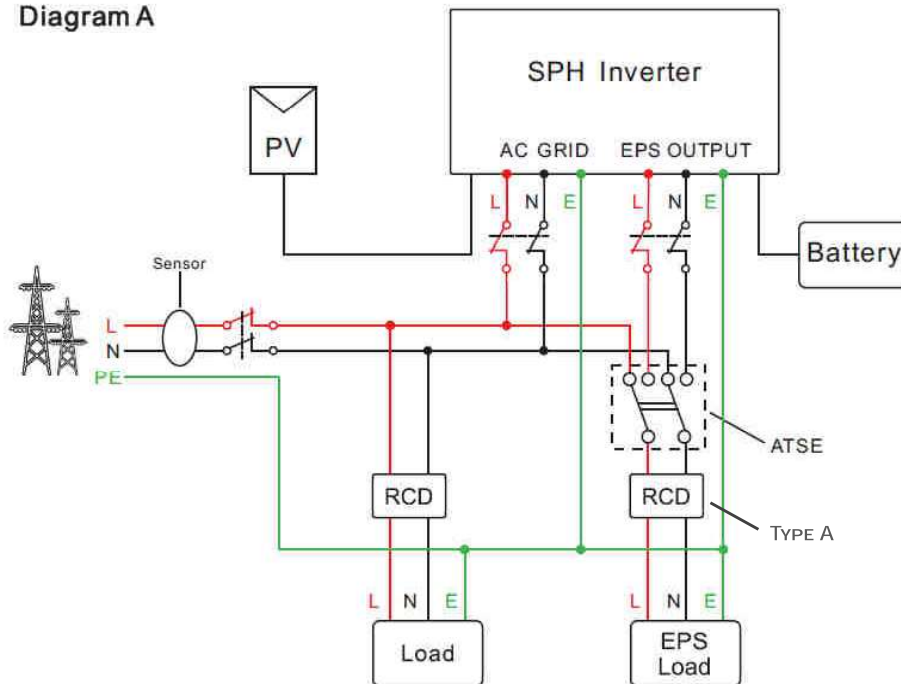 Diagram A
SPH Inverter
PV
AC GRID EPS OUTPUT
L N E L N E
Battery
Sensor
L
N
PE
ATSE
RCD RCD
TYPE A
L N E L N E
Load
EPS
Load